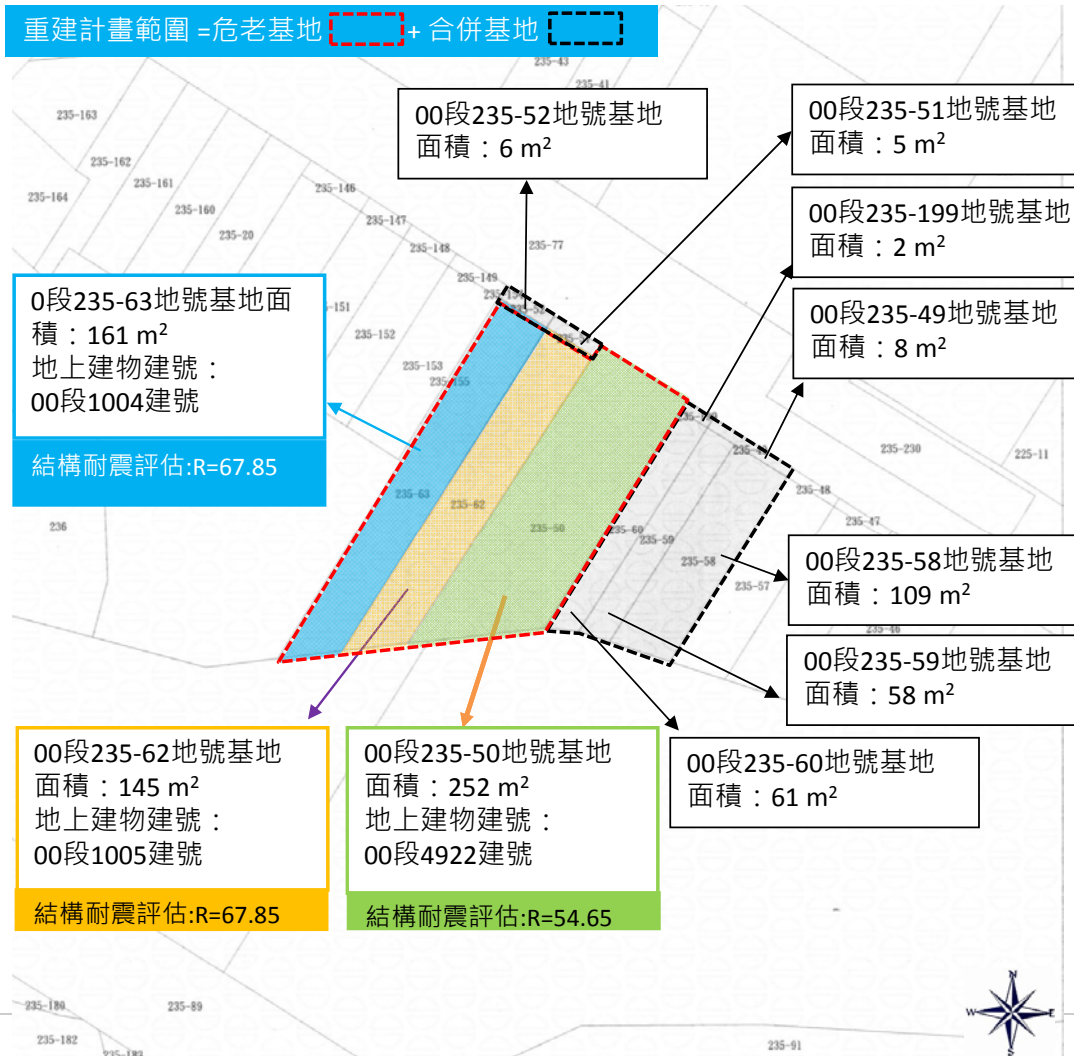 重建計畫範圍 =危老基地 + 合併基地
235-43
235-41
235-163
235-162
235-161
235-164
235-160
235-20
235-146
235-147
235-148
235-149
235-77
00段235-52地號基地
面積：6 m²
00段235-51地號基地
面積：5 m²
00段235-199地號基地
面積：2 m²
00段235-49地號基地
面積：8 m²
0段235-63地號基地面
積：161 m²
地上建物建號：
00段1004建號
結構耐震評估:R=67.85
235-152
235-153
235-63
235-62
235-50
235-60
235-59
235-58
235-57
235-48
235-47
235-46
235-230
225-11
236
00段235-58地號基地
面積：109 m²
00段235-59地號基地
面積：58 m²
00段235-60地號基地
面積：61 m²
00段235-62地號基地
面積：145 m²
地上建物建號：
00段1005建號
結構耐震評估:R=67.85
00段235-50地號基地
面積：252 m²
地上建物建號：
00段4922建號
結構耐震評估:R=54.65
235-180
235-89
235-182
235-91
N
W
E
S